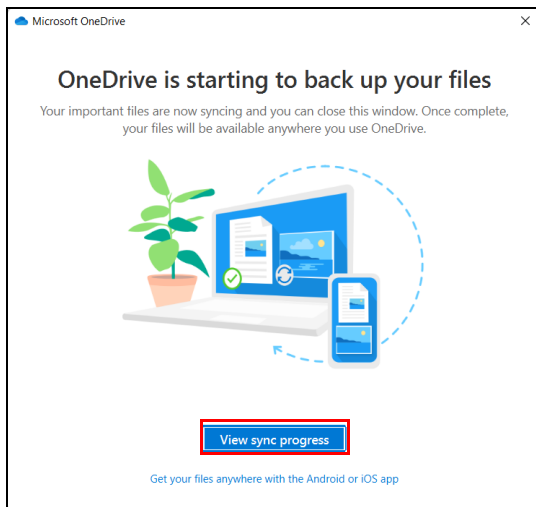 Microsoft OneDrive
OneDrive is starting to back up your files
Your important files are now syncing and you can close this window. Once complete,
your files will be available anywhere you use OneDrive.
View sync progress
Get your files anywhere with the Android or iOS app